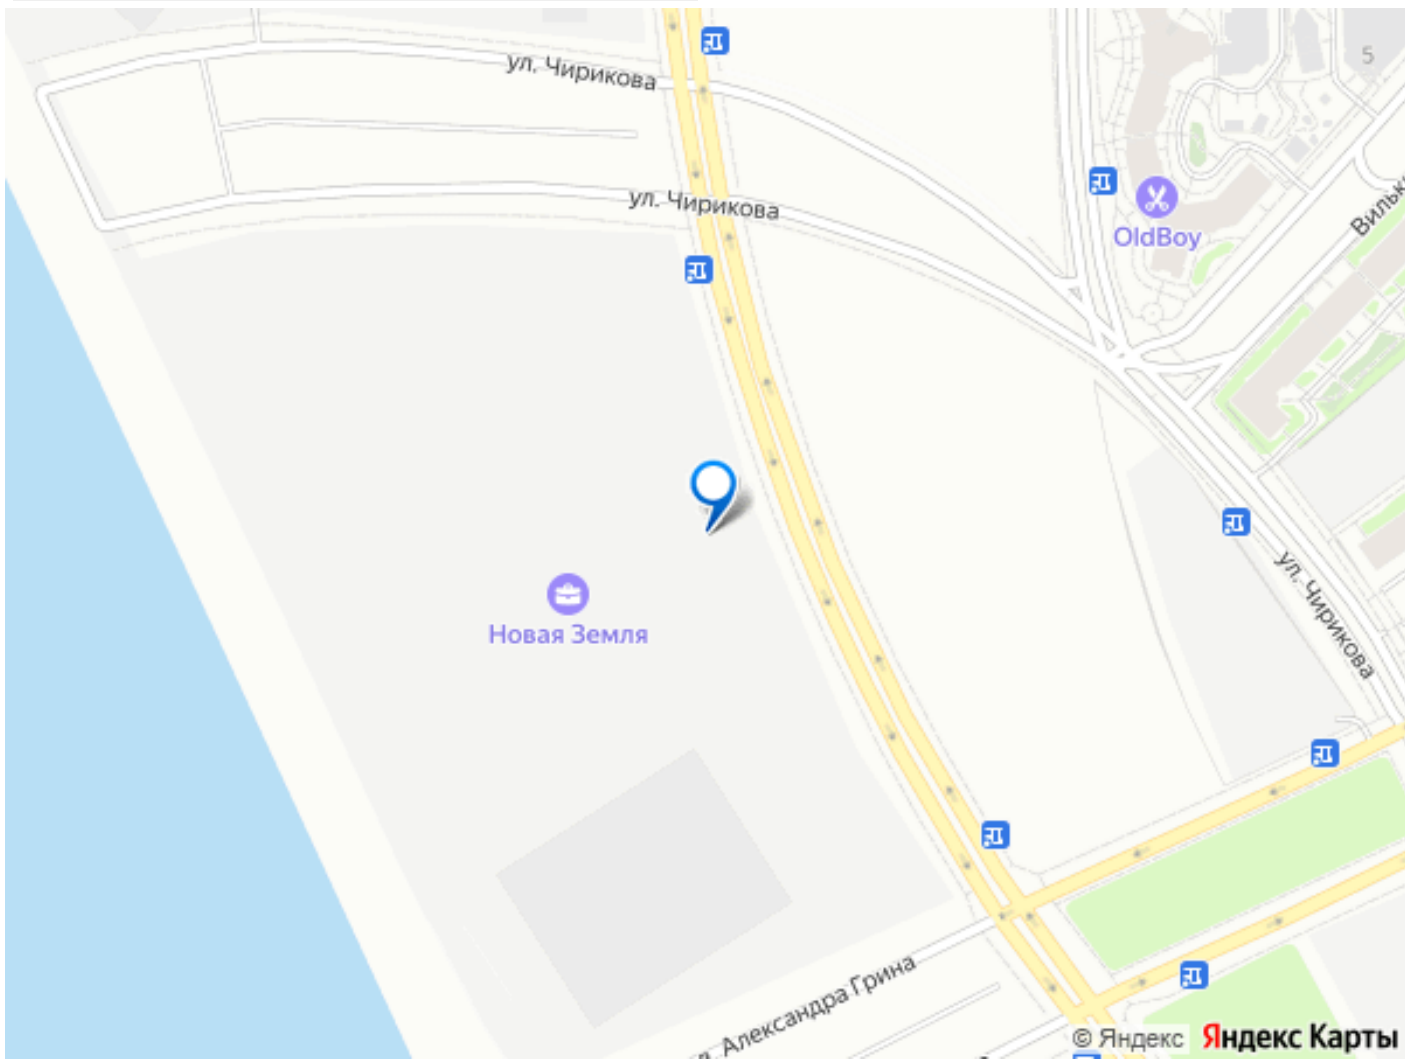 ул. Чирикова
5
ул. Чирикова
OldBoy
Новая Земля
ул. Чирикова
Александра Грина
© Яндекс Яндекс Карты